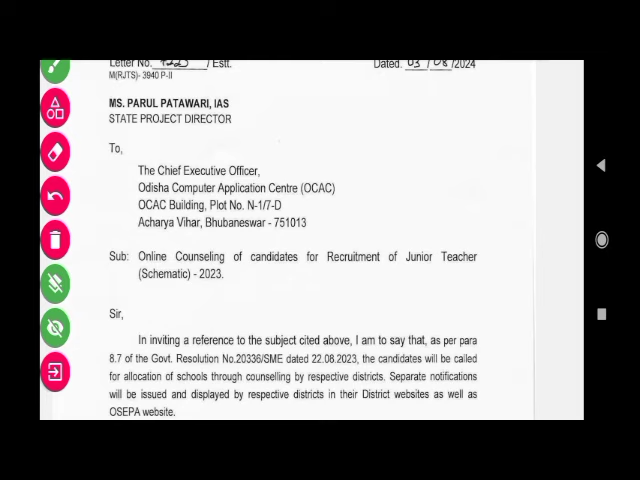 Letter No. /Estt. Dated. 03/08/2024
M(RJTS)- 3940 P-II
MS. PARUL PATAWARI, IAS
STATE PROJECT DIRECTOR
To,
The Chief Executive Officer,
Odisha Computer Application Centre (OCAC)
OCAC Building, Plot No. N-1/7-D
Acharya Vihar, Bhubaneswar - 751013
Sub: Online Counseling of candidates for Recruitment of Junior Teacher
(Schematic) - 2023.
Sir,
In inviting a reference to the subject cited above, I am to say that, as per para
8.7 of the Govt. Resolution No.20336/SME dated 22.08.2023, the candidates will be called
for allocation of schools through counselling by respective districts. Separate notifications
will be issued and displayed by respective districts in their District websites as well as
OSEPA website.